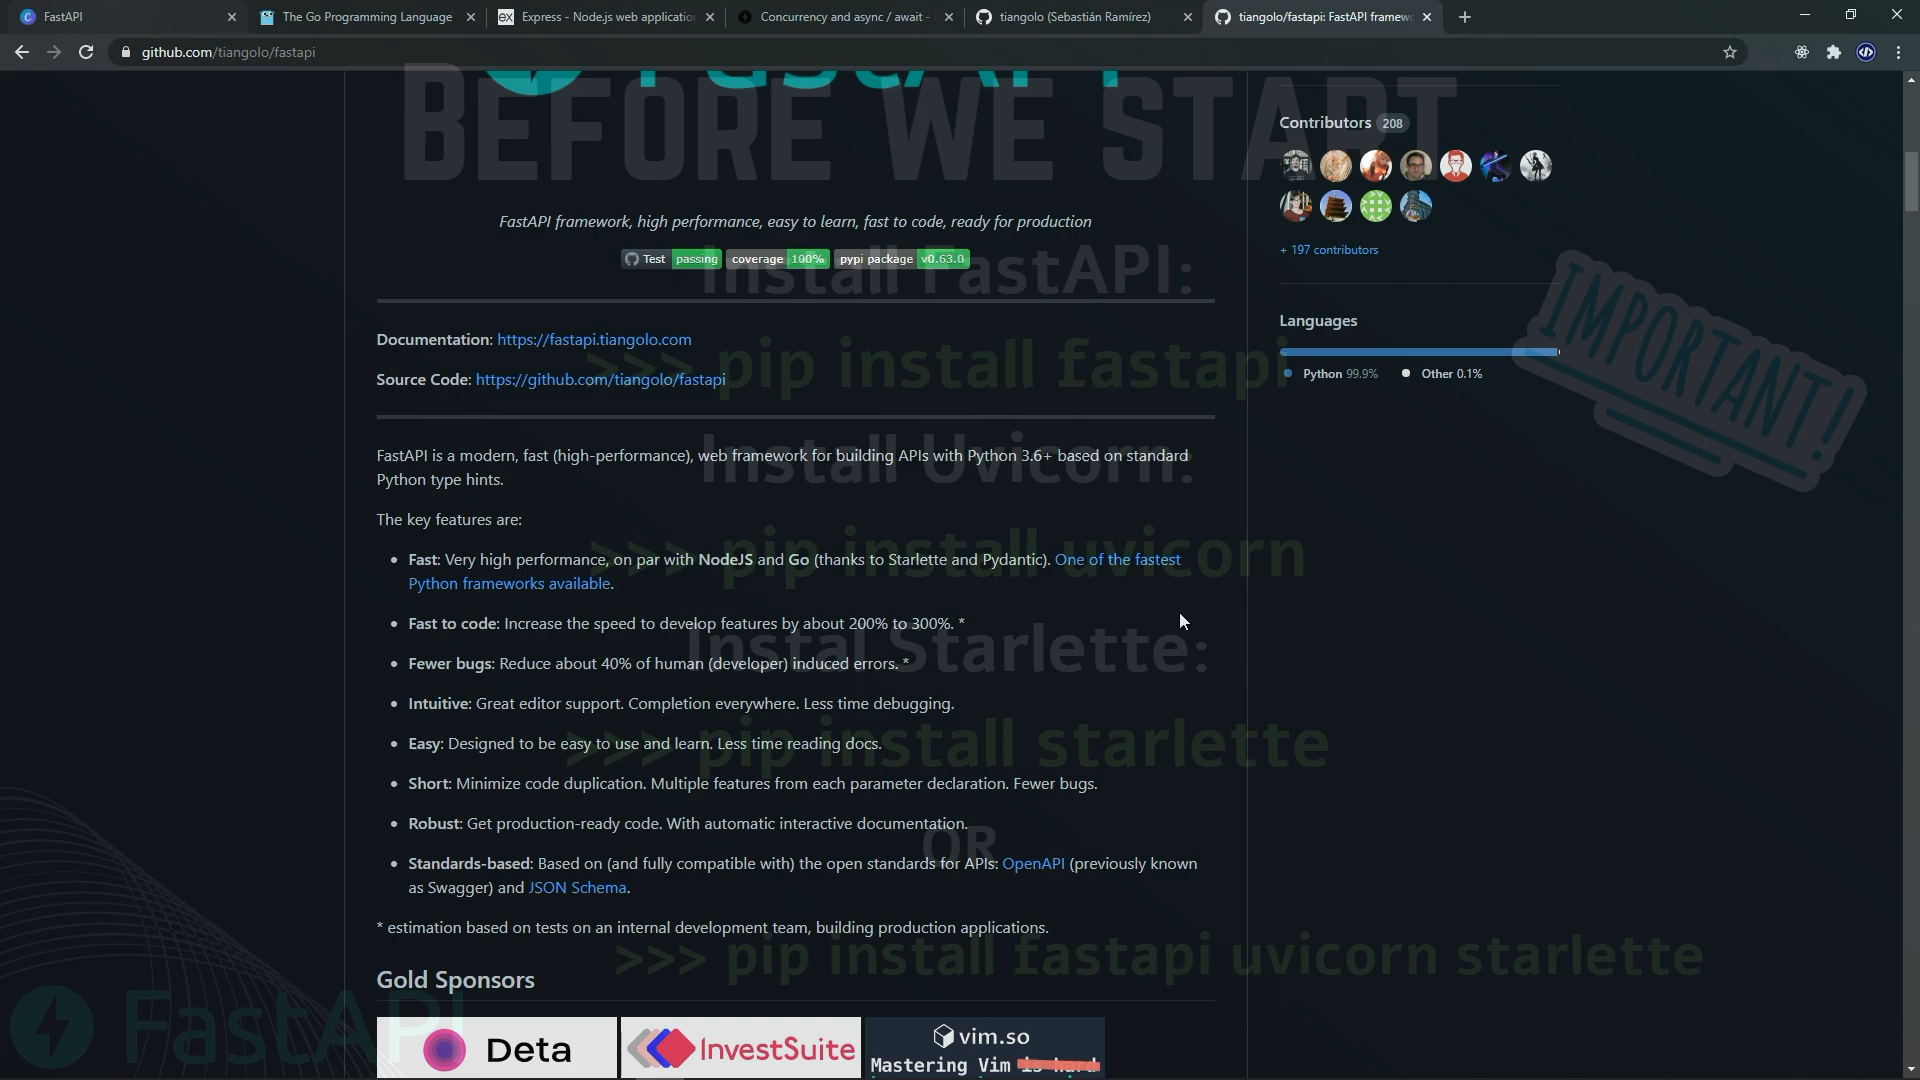 FastAPI
The Go Programming Language
Express - Node.js web application
Concurrency and async / await -
tiangolo (Sebastián Ramírez)
tiangolo/fastapi: FastAPI framew
github.com/tiangolo/fastapi
FastAPI
BEFORE WE START
Contributors 208
FastAPI framework, high performance, easy to learn, fast to code, ready for production
+ 197 contributors
Test passing coverage 100% pypi package v0.63.0
Install FastAPI:
Languages
Documentation: https://fastapi.tiangolo.com
IMPORTANT!
>>> pip install fastapi
Python 99.9% Other 0.1%
Source Code: https://github.com/tiangolo/fastapi
FastAPI is a modern, fast (high-performance), web framework for building APIs with Python 3.6+ based on standard
Python type hints.
Install Uvicorn:
The key features are:
>>> pip install uvicorn
Fast: Very high performance, on par with NodeJS and Go (thanks to Starlette and Pydantic). One of the fastest
Python frameworks available.
Fast to code: Increase the speed to develop features by about 200% to 300%. *
Instal Starlette:
Fewer bugs: Reduce about 40% of human (developer) induced errors. *
Intuitive: Great editor support. Completion everywhere. Less time debugging.
>>> pip install starlette
Easy: Designed to be easy to use and learn. Less time reading docs.
Short: Minimize code duplication. Multiple features from each parameter declaration. Fewer bugs.
Robust: Get production-ready code. With automatic interactive documentation.
OR
Standards-based: Based on (and fully compatible with) the open standards for APIs: OpenAPI (previously known
as Swagger) and JSON Schema.
* estimation based on tests on an internal development team, building production applications.
>>> pip install fastapi uvicorn starlette
Gold Sponsors
FastAPI
Deta
InvestSuite
vim.so
Mastering Vim is hard